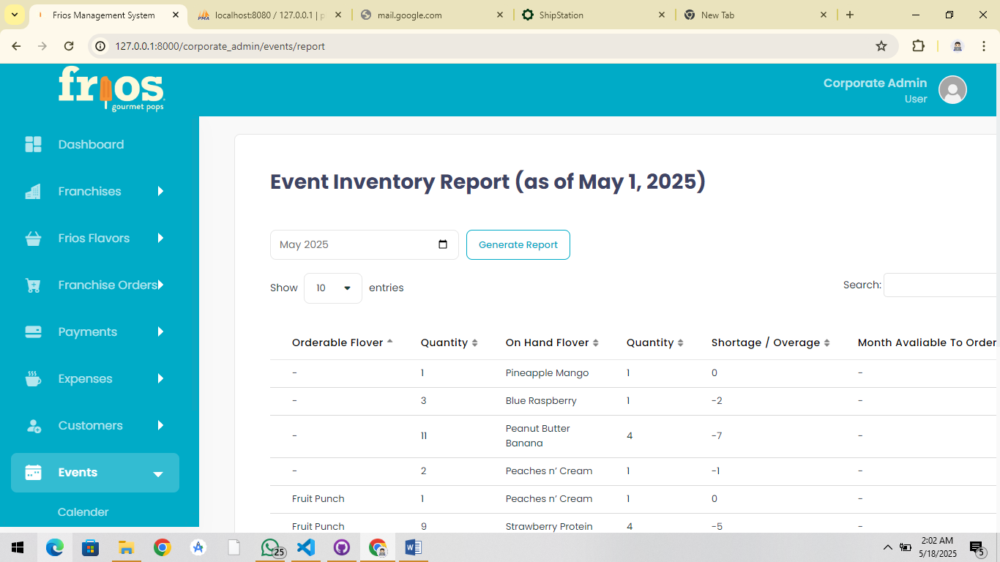 Frios Management System
localhost:8080 / 127.0.0.1 | p
mail.google.com
ShipStation
New Tab
127.0.0.1:8000/corporate_admin/events/report
frios
gourmet pops
Corporate Admin
User
Dashboard
Franchises
Frios Flavors
Franchise Orders
Payments
Expenses
Customers
Events
Calender
Event Inventory Report (as of May 1, 2025)
May 2025 Generate Report
Show 10 entries Search:
Orderable Flover Quantity On Hand Flover Quantity Shortage / Overage Month Avaliable To Order
- 1 Pineapple Mango 1 0 -
- 3 Blue Raspberry 1 -2 -
- 11 Peanut Butter Banana 4 -7 -
- 2 Peaches n’ Cream 1 -1 -
Fruit Punch 1 Peaches n’ Cream 1 0 -
Fruit Punch 9 Strawberry Protein 4 -5 -
25
2:02 AM
5/18/2025
5